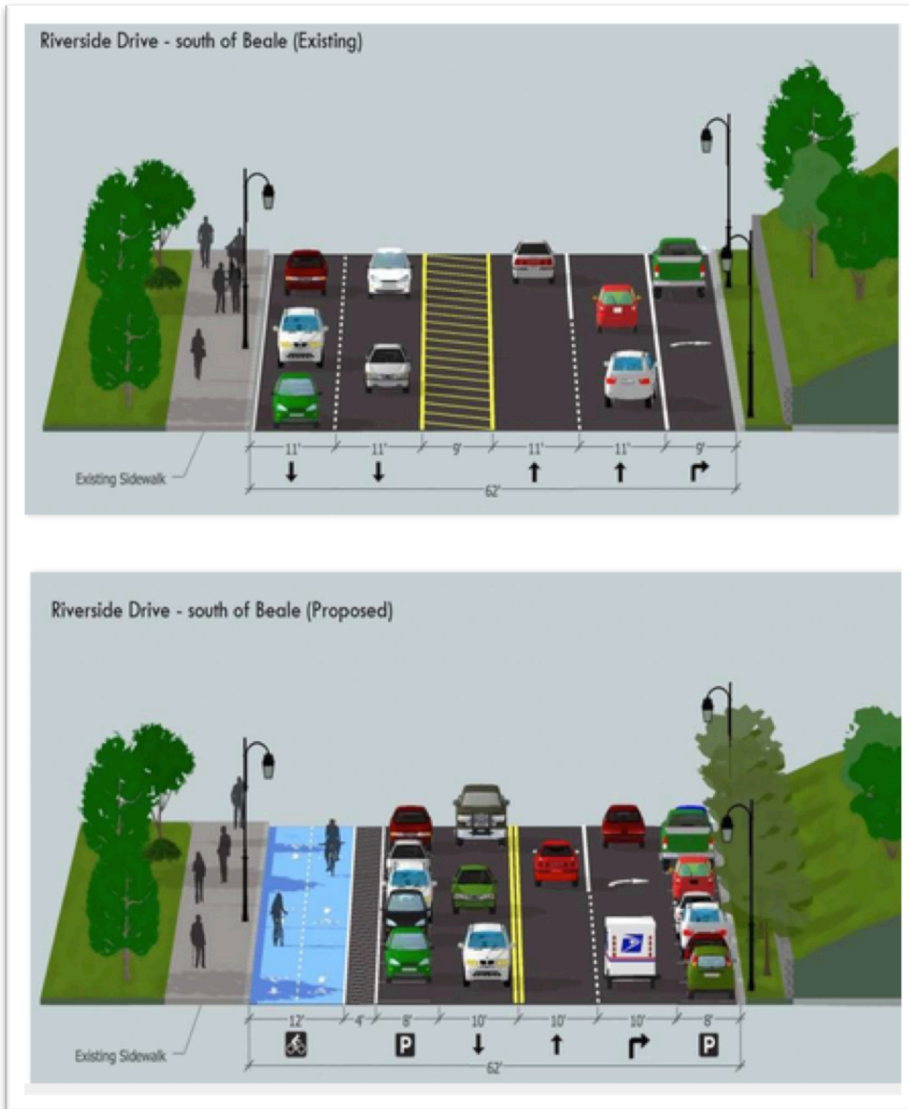 Riverside Drive - south of Beale (Existing)
11' 11' 9' 11' 11' 9'
Existing Sidewalk
62'
Riverside Drive - south of Beale (Proposed)
12' 4' 8' 10' 10' 10' 8'
P P
Existing Sidewalk
62'